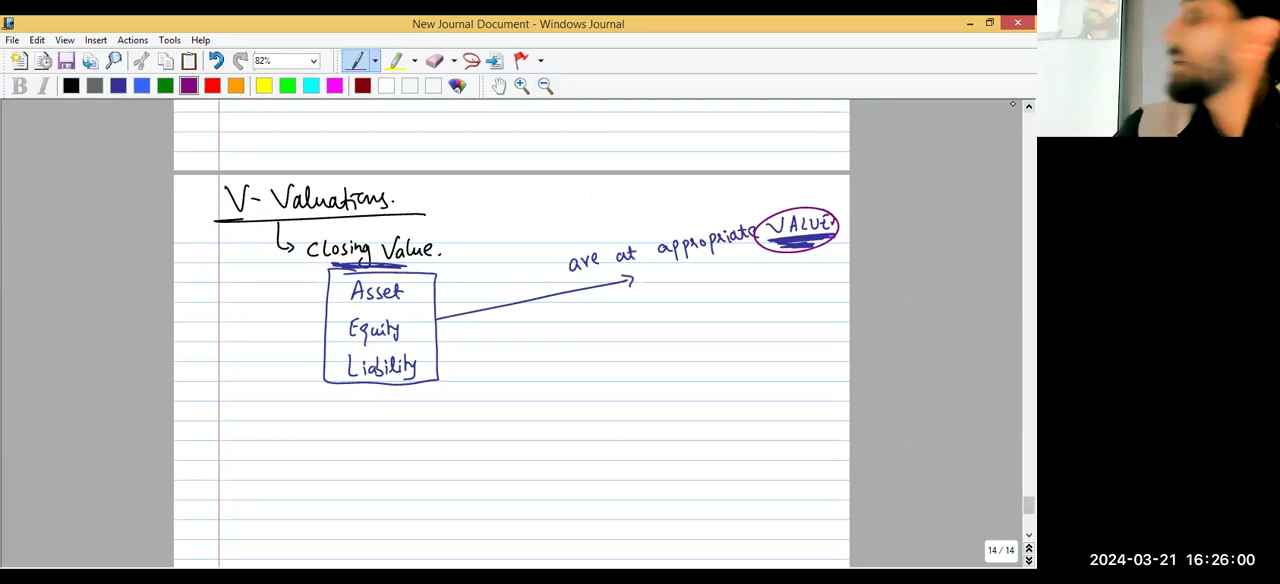 New Journal Document - Windows Journal
File Edit View Insert Actions Tools Help
82%
B I
V- Valuations.
closing Value.
are at appropriate VALUE.
Asset
Equity
Liability
14 / 14
2024-03-21 16:26:00